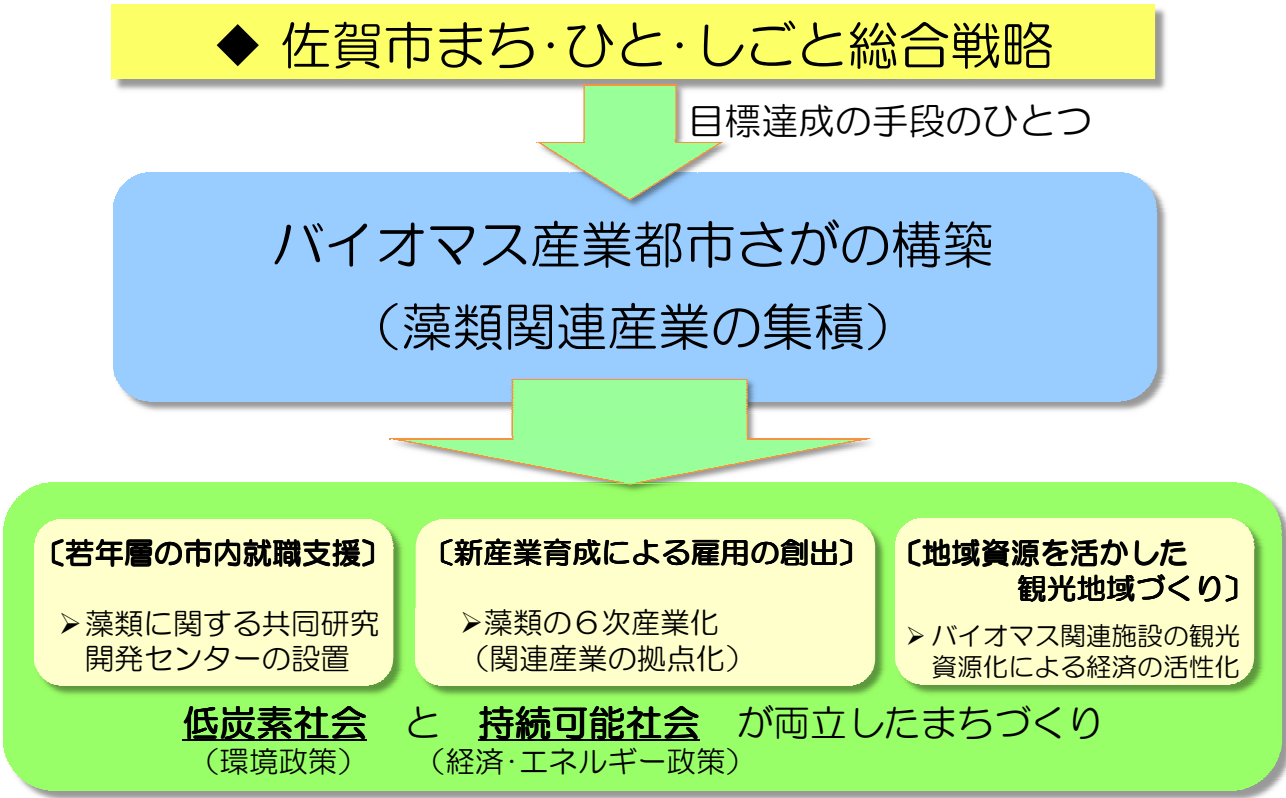 ◆ 佐賀市まち・ひと・しごと総合戦略
目標達成の手段のひとつ
バイオマス産業都市さがの構築
（藻類関連産業の集積）
〔若年層の市内就職支援〕
➢藻類に関する共同研究
開発センターの設置
〔新産業育成による雇用の創出〕
➢藻類の６次産業化
（関連産業の拠点化）
〔地域資源を活かした
観光地域づくり〕
➢バイオマス関連施設の観光
資源化による経済の活性化
低炭素社会 と 持続可能社会 が両立したまちづくり
（環境政策） （経済・エネルギー政策）